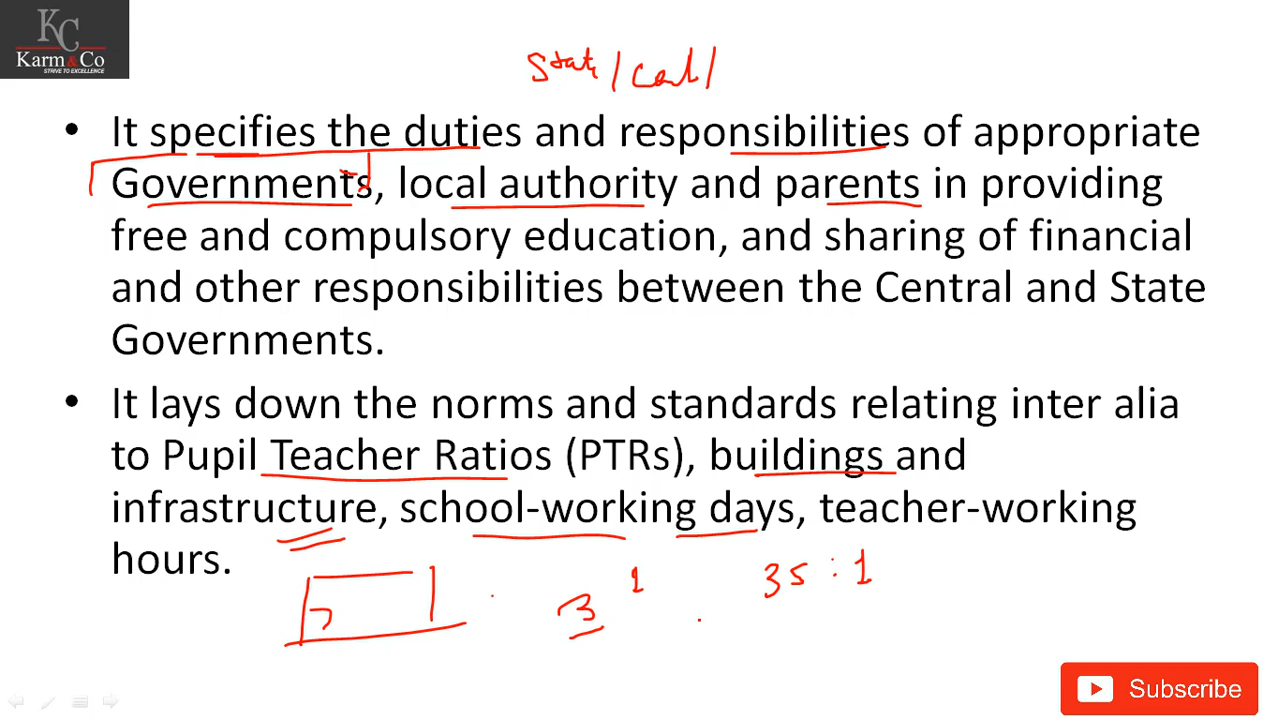 KC
Karm&Co
STRIVE TO EXCELLENCE
State/Cent/
• It specifies the duties and responsibilities of appropriate
Governments, local authority and parents in providing
free and compulsory education, and sharing of financial
and other responsibilities between the Central and State
Governments.
• It lays down the norms and standards relating inter alia
to Pupil Teacher Ratios (PTRs), buildings and
infrastructure, school-working days, teacher-working
hours.
3 1 35 : 1
Subscribe